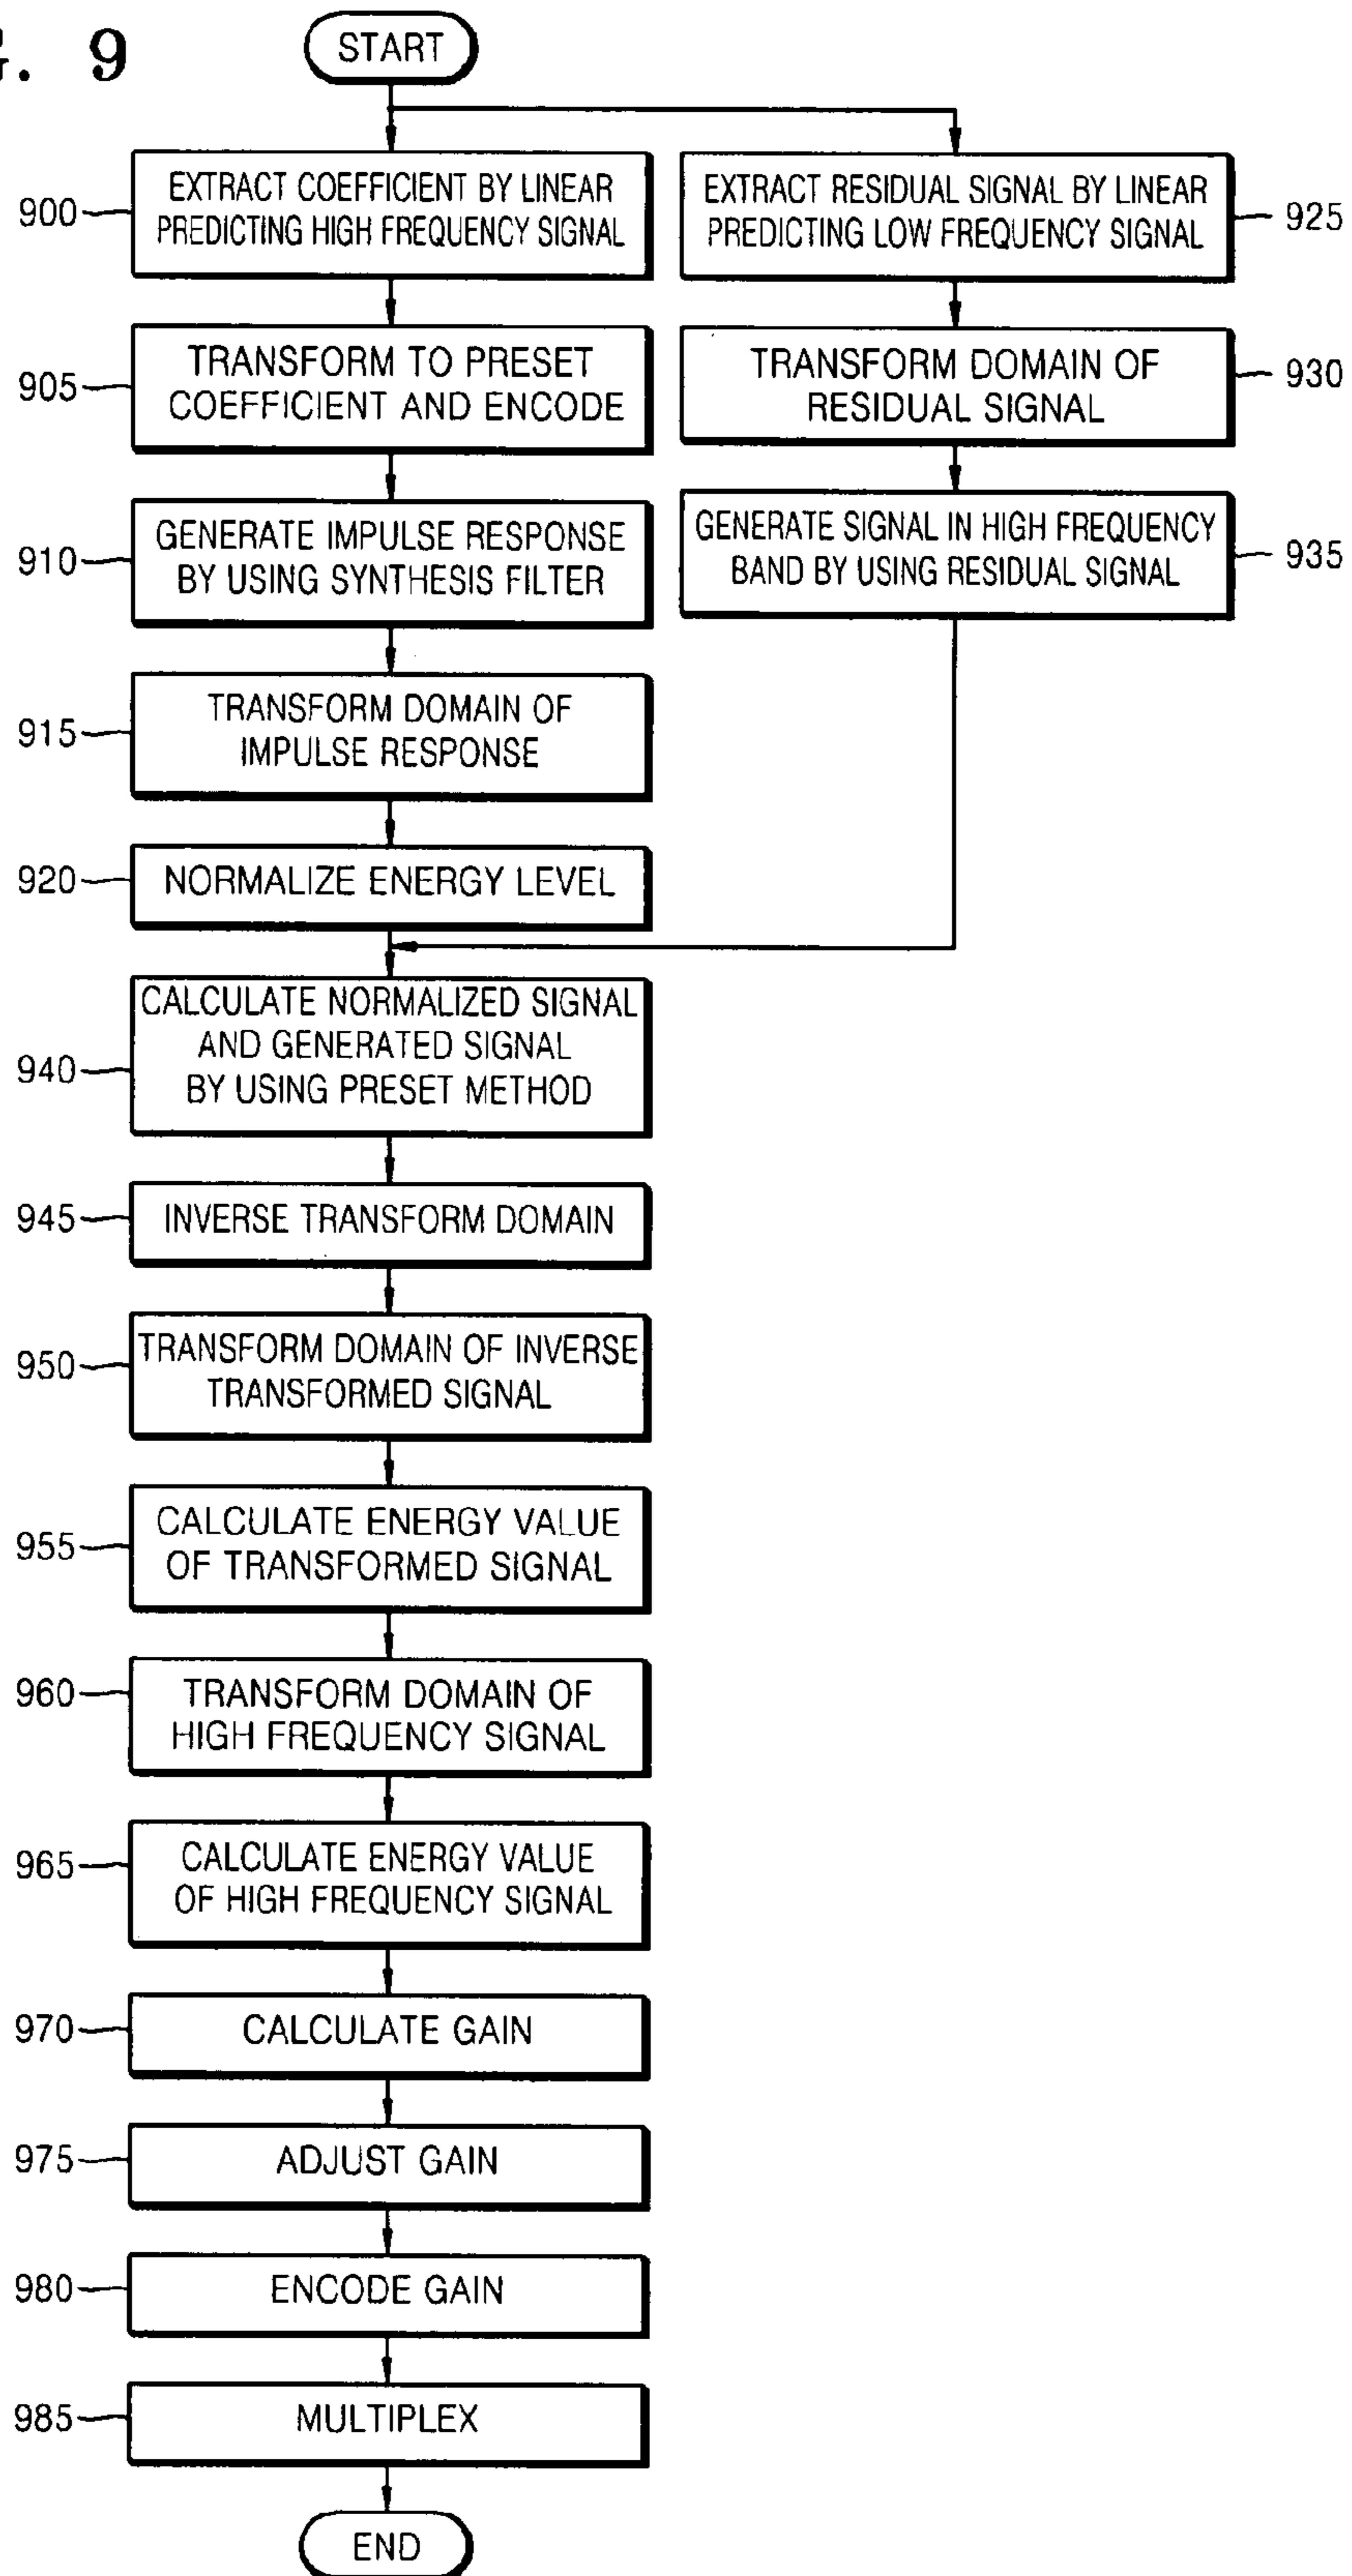 G. 9
START
900
EXTRACT COEFFICIENT BY LINEAR
PREDICTING HIGH FREQUENCY SIGNAL
EXTRACT RESIDUAL SIGNAL BY LINEAR
PREDICTING LOW FREQUENCY SIGNAL
925
905
TRANSFORM TO PRESET
COEFFICIENT AND ENCODE
TRANSFORM DOMAIN OF
RESIDUAL SIGNAL
930
910
GENERATE IMPULSE RESPONSE
BY USING SYNTHESIS FILTER
GENERATE SIGNAL IN HIGH FREQUENCY
BAND BY USING RESIDUAL SIGNAL
935
915
TRANSFORM DOMAIN OF
IMPULSE RESPONSE
920
NORMALIZE ENERGY LEVEL
940
CALCULATE NORMALIZED SIGNAL
AND GENERATED SIGNAL
BY USING PRESET METHOD
945
INVERSE TRANSFORM DOMAIN
950
TRANSFORM DOMAIN OF INVERSE
TRANSFORMED SIGNAL
955
CALCULATE ENERGY VALUE
OF TRANSFORMED SIGNAL
960
TRANSFORM DOMAIN OF
HIGH FREQUENCY SIGNAL
965
CALCULATE ENERGY VALUE
OF HIGH FREQUENCY SIGNAL
970
CALCULATE GAIN
975
ADJUST GAIN
980
ENCODE GAIN
985
MULTIPLEX
END